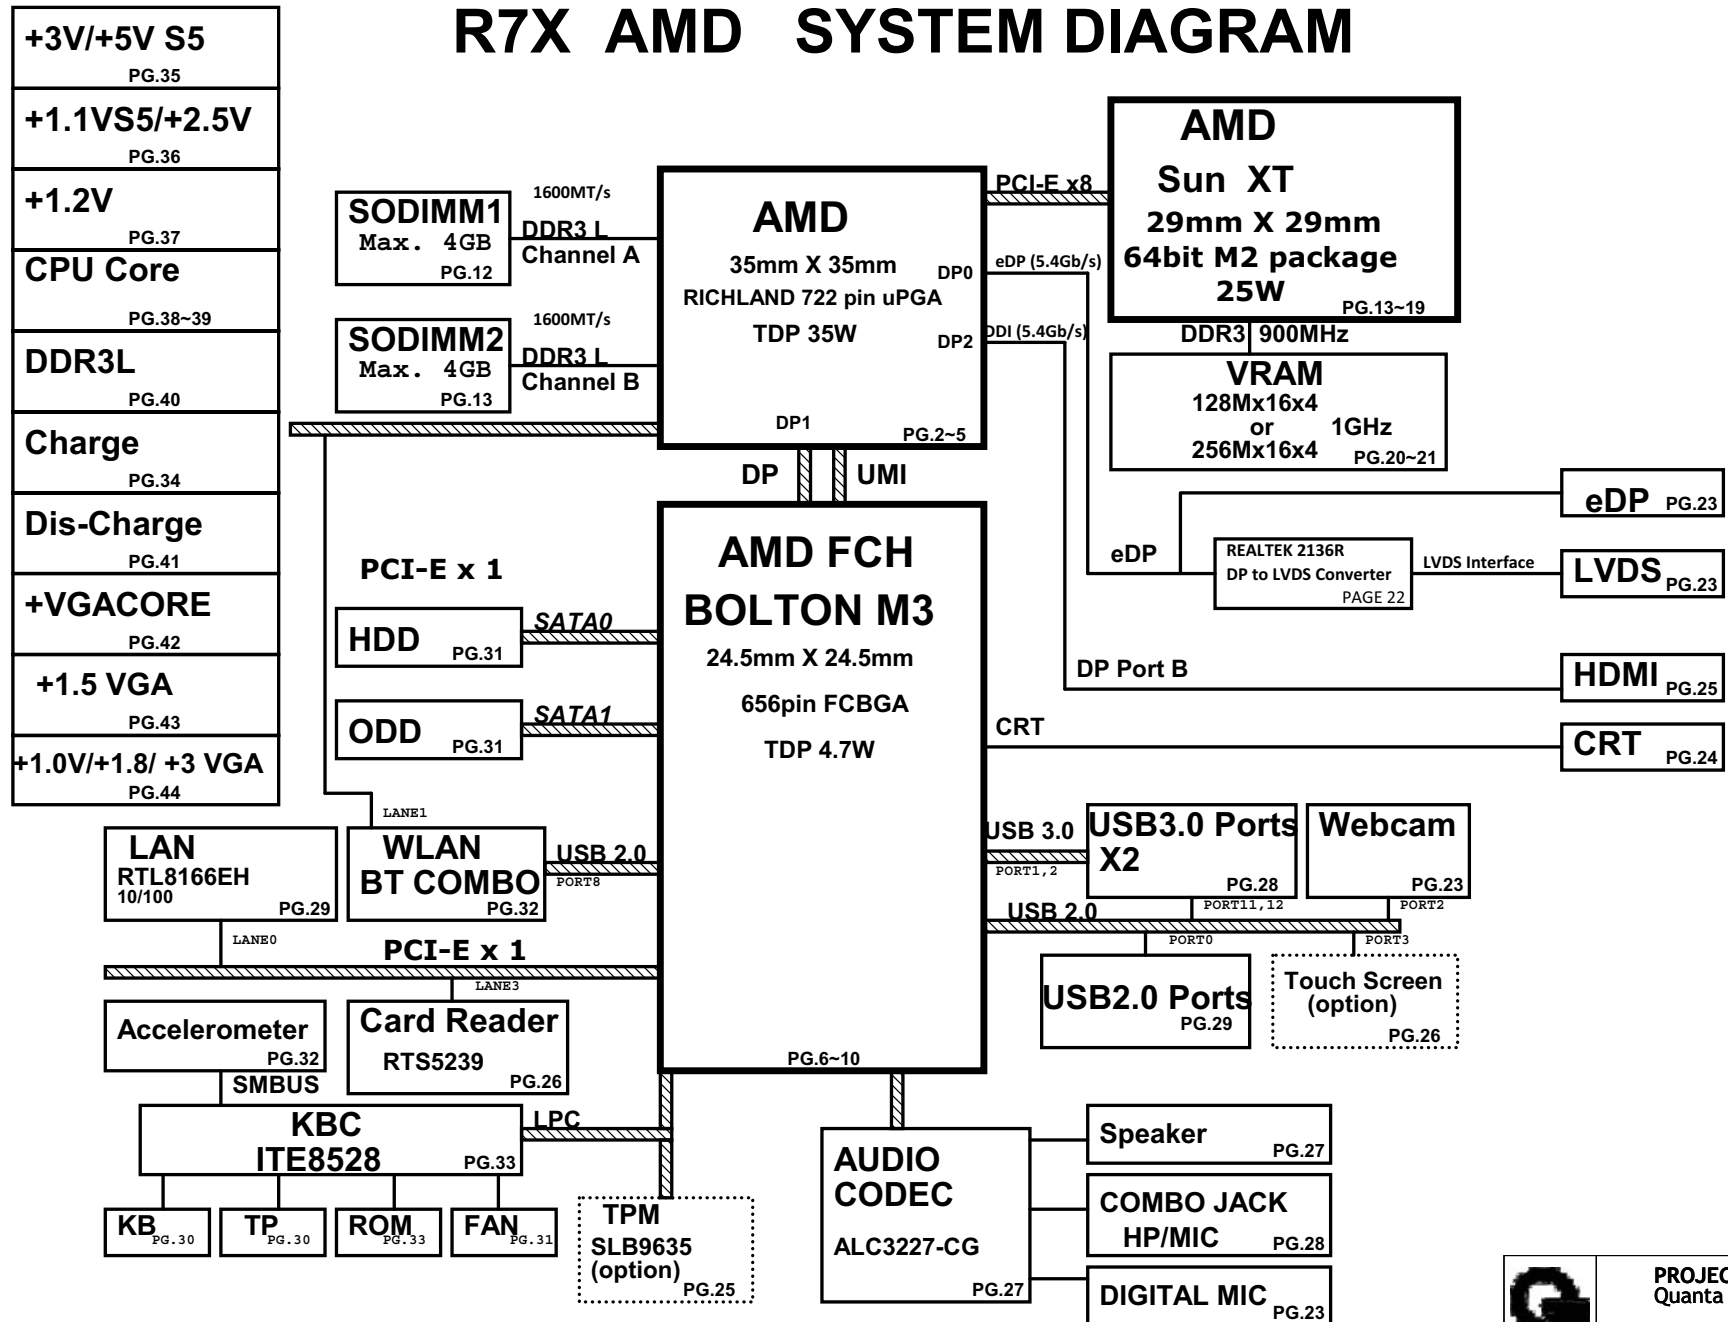 R7X AMD SYSTEM DIAGRAM
+3V/+5V S5
PG.35
+1.1VS5/+2.5V
PG.36
+1.2V
PG.37
CPU Core
PG.38~39
DDR3L
PG.40
Charge
PG.34
Dis-Charge
PG.41
+VGACORE
PG.42
+1.5 VGA
PG.43
+1.0V/+1.8/ +3 VGA
PG.44
SODIMM1
Max. 4GB
PG.12
1600MT/s
DDR3 L
Channel A
SODIMM2
Max. 4GB
PG.13
1600MT/s
DDR3 L
Channel B
AMD
35mm X 35mm
RICHLAND 722 pin uPGA
TDP 35W
DP0
DP2
DP1
PG.2~5
PCI-E x8
eDP (5.4Gb/s)
DDI (5.4Gb/s)
AMD
Sun XT
29mm X 29mm
64bit M2 package
25W
PG.13~19
DDR3 900MHz
VRAM
128Mx16x4
or 1GHz
256Mx16x4
PG.20~21
DP
UMI
AMD FCH
BOLTON M3
24.5mm X 24.5mm
656pin FCBGA
TDP 4.7W
PG.6~10
PCI-E x 1
HDD
PG.31
SATA0
ODD
PG.31
SATA1
eDP
REALTEK 2136R
DP to LVDS Converter
PAGE 22
LVDS Interface
eDP PG.23
LVDS PG.23
DP Port B
HDMI PG.25
CRT
CRT PG.24
LANE1
LAN
RTL8166EH
10/100
PG.29
WLAN
BT COMBO
PG.32
USB 2.0
PORT8
LANE0
PCI-E x 1
LANE3
USB 3.0
PORT1,2
USB3.0 Ports
X2
PG.28
Webcam
PG.23
PORT11,12
PORT2
USB 2.0
PORT0
PORT3
USB2.0 Ports
PG.29
Touch Screen
(option)
PG.26
Accelerometer
PG.32
SMBUS
Card Reader
RTS5239
PG.26
KBC
ITE8528
PG.33
LPC
KB PG.30
TP PG.30
ROM PG.33
FAN PG.31
TPM
SLB9635
(option)
PG.25
AUDIO
CODEC
ALC3227-CG
PG.27
Speaker
PG.27
COMBO JACK
HP/MIC
PG.28
DIGITAL MIC
PG.23
PROJEC
Quanta